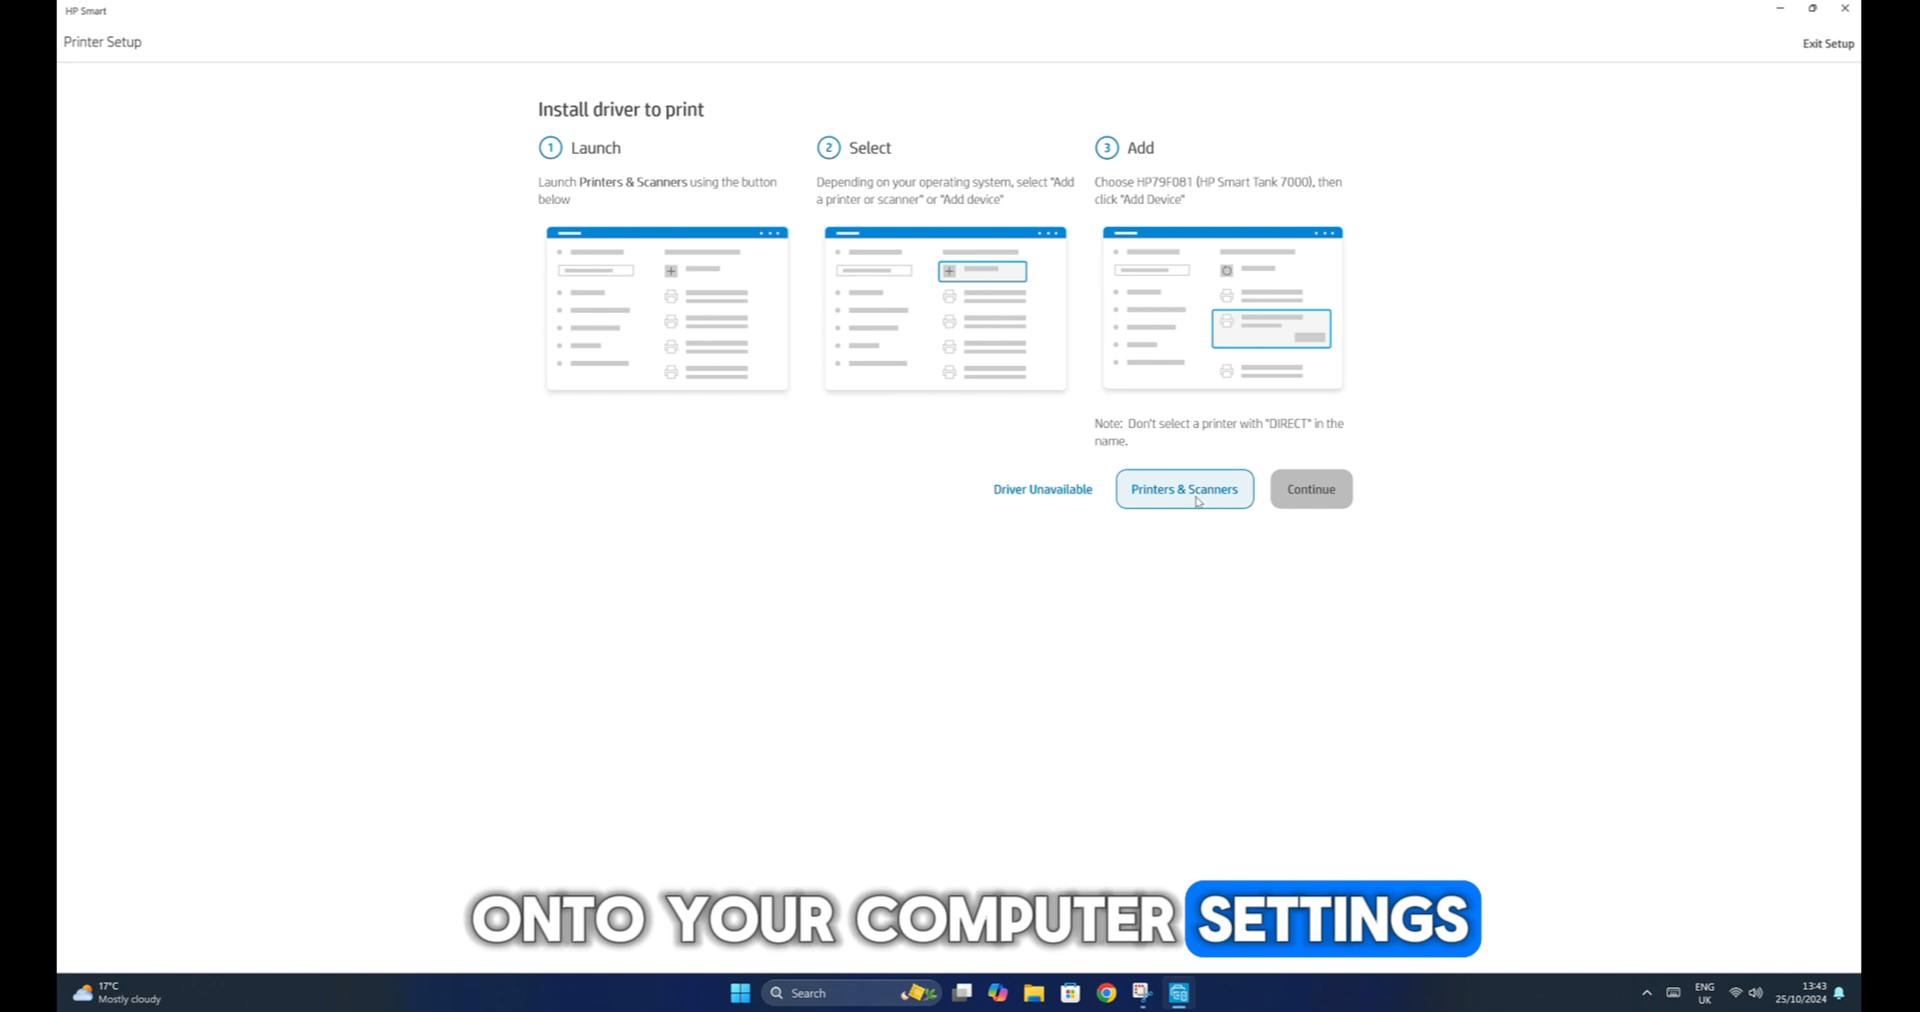 HP Smart
Printer Setup
Exit Setup
Install driver to print
1 Launch
Launch Printers & Scanners using the button
below
2 Select
Depending on your operating system, select "Add
a printer or scanner" or "Add device"
3 Add
Choose HP79F081 (HP Smart Tank 7000), then
click "Add Device"
Note: Don't select a printer with "DIRECT" in the
name.
Driver Unavailable
Printers & Scanners
Continue
ONTO YOUR COMPUTER SETTINGS
17°C
Mostly cloudy
Search
ENG
UK
13:43
25/10/2024